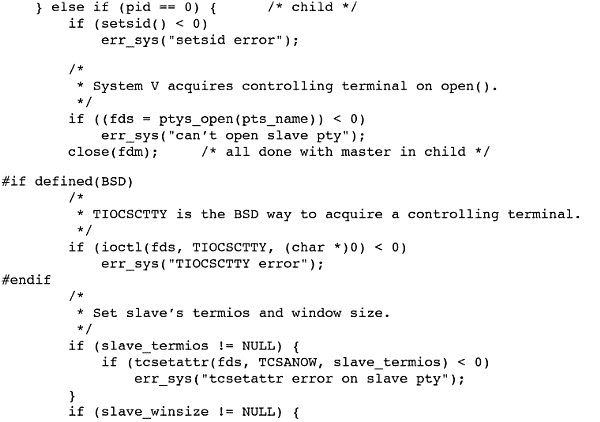 } else if (pid == 0) {      /* child */
if (setsid() < 0)
err_sys("setsid error");
/*
* System V acquires controlling terminal on open().
*/
if ((fds = ptys_open(pts_name)) < 0)
err_sys("can't open slave pty");
close(fdm);     /* all done with master in child */
#if defined(BSD)
/*
* TIOCSCTTY is the BSD way to acquire a controlling terminal.
*/
if (ioctl(fds, TIOCSCTTY, (char *)0) < 0)
err_sys("TIOCSCTTY error");
#endif
/*
* Set slave's termios and window size.
*/
if (slave_termios != NULL) {
if (tcsetattr(fds, TCSANOW, slave_termios) < 0)
err_sys("tcsetattr error on slave pty");
}
if (slave_winsize != NULL) {